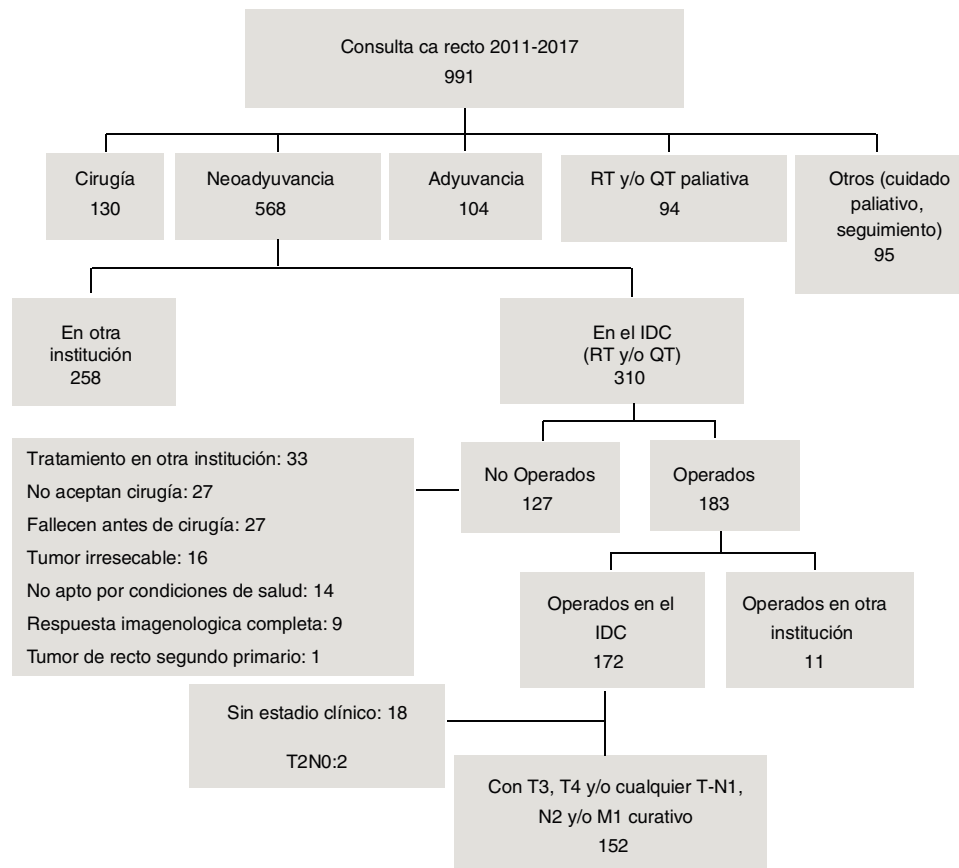 Consulta ca recto 2011-2017
991
Cirugía
130
Neoadyuvancia
568
Adyuvancia
104
RT y/o QT paliativa
94
Otros (cuidado
paliativo,
seguimiento)
95
En otra
institución
258
En el IDC
(RT y/o QT)
310
Tratamiento en otra institución: 33
No aceptan cirugía: 27
Fallecen antes de cirugía: 27
Tumor irresecable: 16
No apto por condiciones de salud: 14
Respuesta imagenologica completa: 9
Tumor de recto segundo primario: 1
No Operados
127
Operados
183
Operados en el
IDC
172
Operados en otra
institución
11
Sin estadio clínico: 18
T2N0:2
Con T3, T4 y/o cualquier T-N1,
N2 y/o M1 curativo
152